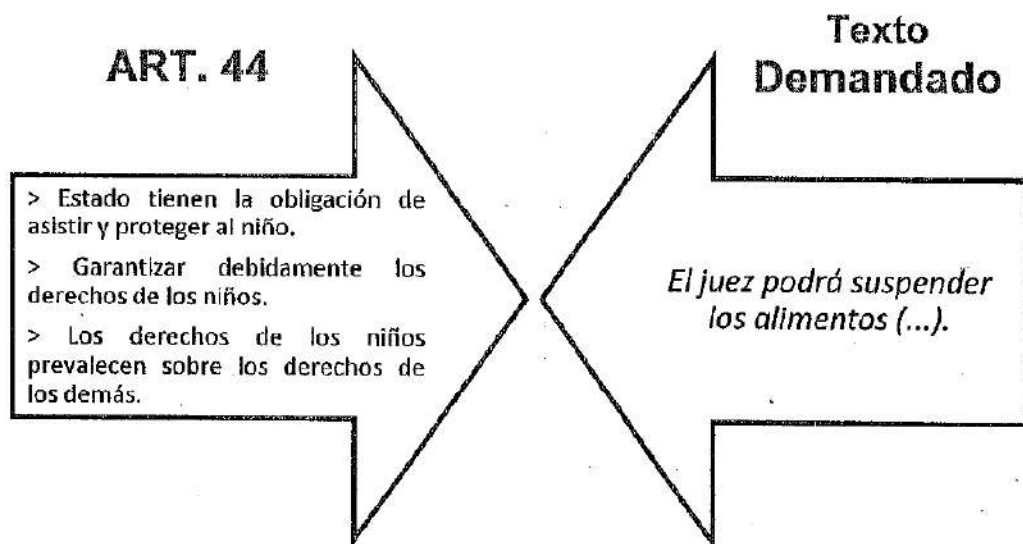 ART. 44
> Estado tienen la obligación de
asistir y proteger al niño.
> Garantizar debidamente los
derechos de los niños.
> Los derechos de los niños
prevalecen sobre los derechos de
los demás.
Texto
Demandado
El juez podrá suspender
los alimentos (...).